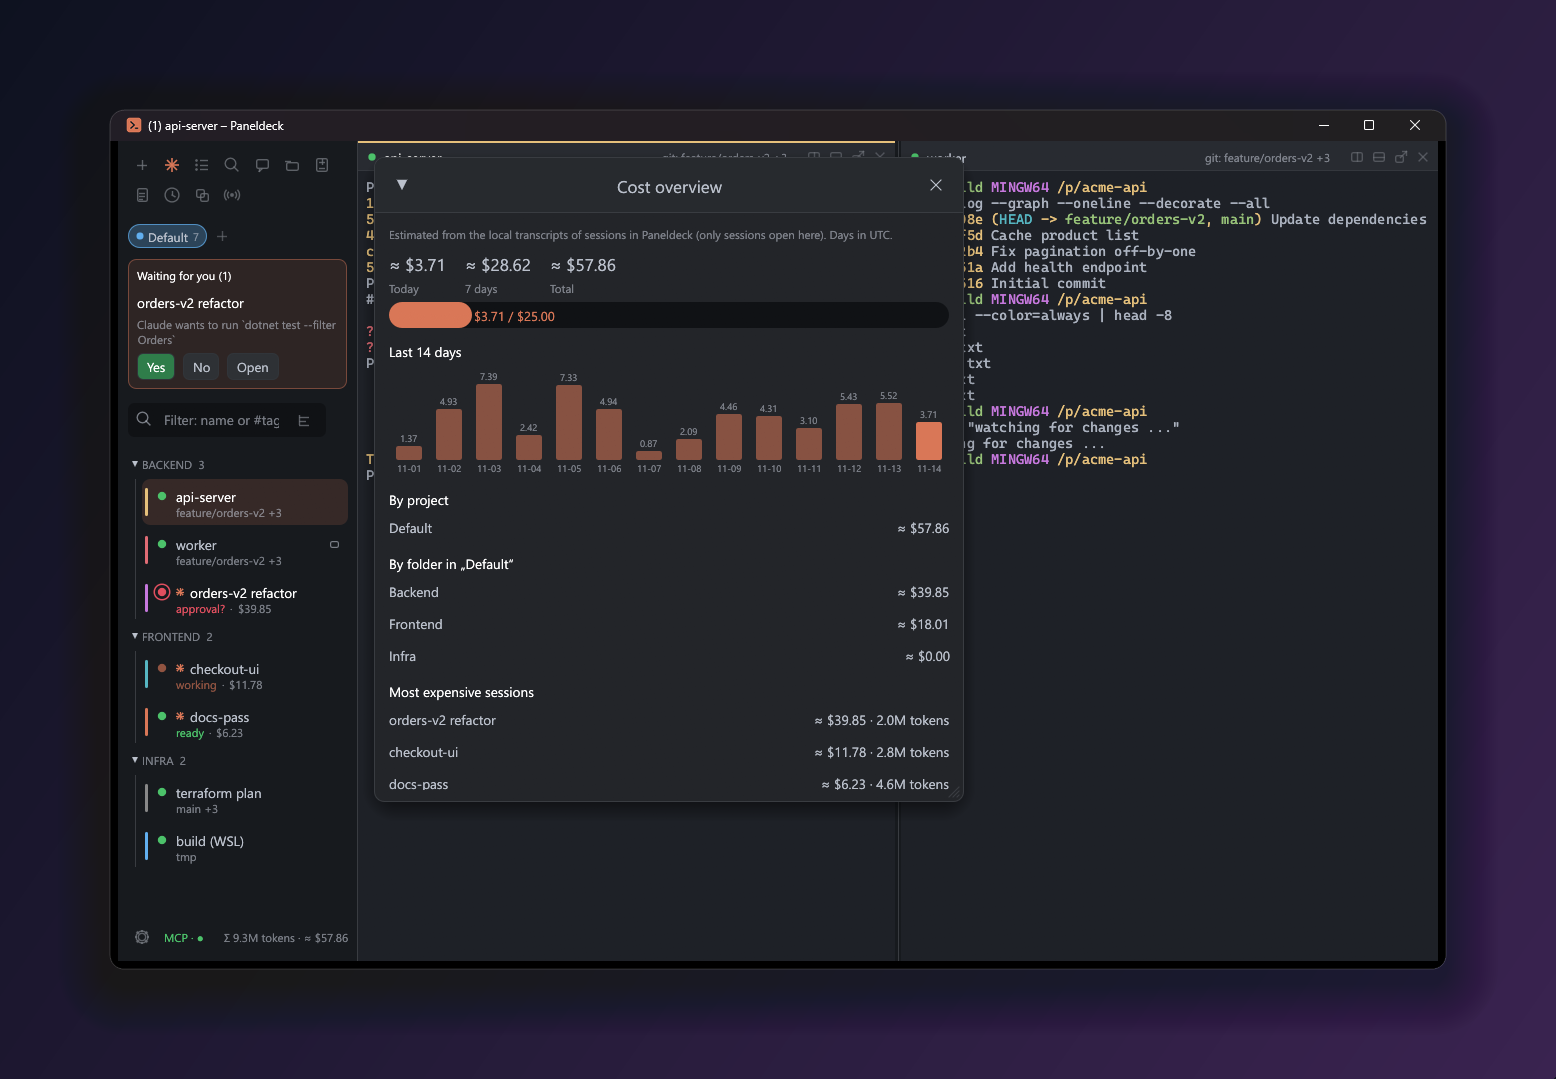 (1) api-server – Paneldeck
Default 7
Waiting for you (1)
orders-v2 refactor
Claude wants to run `dotnet test --filter
Orders`
Yes
No
Open
Filter: name or #tag
BACKEND 3
api-server
feature/orders-v2 +3
worker
feature/orders-v2 +3
orders-v2 refactor
approval? · $39.85
FRONTEND 2
checkout-ui
working · $11.78
docs-pass
ready · $6.23
INFRA 2
terraform plan
main +3
build (WSL)
tmp
MCP · ●
Σ 9.3M tokens · ≈ $57.86
Cost overview
Estimated from the local transcripts of sessions in Paneldeck (only sessions open here). Days in UTC.
≈ $3.71 ≈ $28.62 ≈ $57.86
Today 7 days Total
$3.71 / $25.00
Last 14 days
1.37 4.93 7.39 2.42 7.33 4.94 0.87 2.09 4.46 4.31 3.10 5.43 5.52 3.71
11-01 11-02 11-03 11-04 11-05 11-06 11-07 11-08 11-09 11-10 11-11 11-12 11-13 11-14
By project
Default ≈ $57.86
By folder in „Default“
Backend ≈ $39.85
Frontend ≈ $18.01
Infra ≈ $0.00
Most expensive sessions
orders-v2 refactor ≈ $39.85 · 2.0M tokens
checkout-ui ≈ $11.78 · 2.8M tokens
docs-pass ≈ $6.23 · 4.6M tokens
git: feature/orders-v2 +3
ld MINGW64 /p/acme-api
og --graph --oneline --decorate --all
8e (HEAD -> feature/orders-v2, main) Update dependencies
f5d Cache product list
2b4 Fix pagination off-by-one
1a Add health endpoint
616 Initial commit
ld MINGW64 /p/acme-api
--color=always | head -8
xt
txt
t
t
ld MINGW64 /p/acme-api
"watching for changes ..."
g for changes ...
ld MINGW64 /p/acme-api